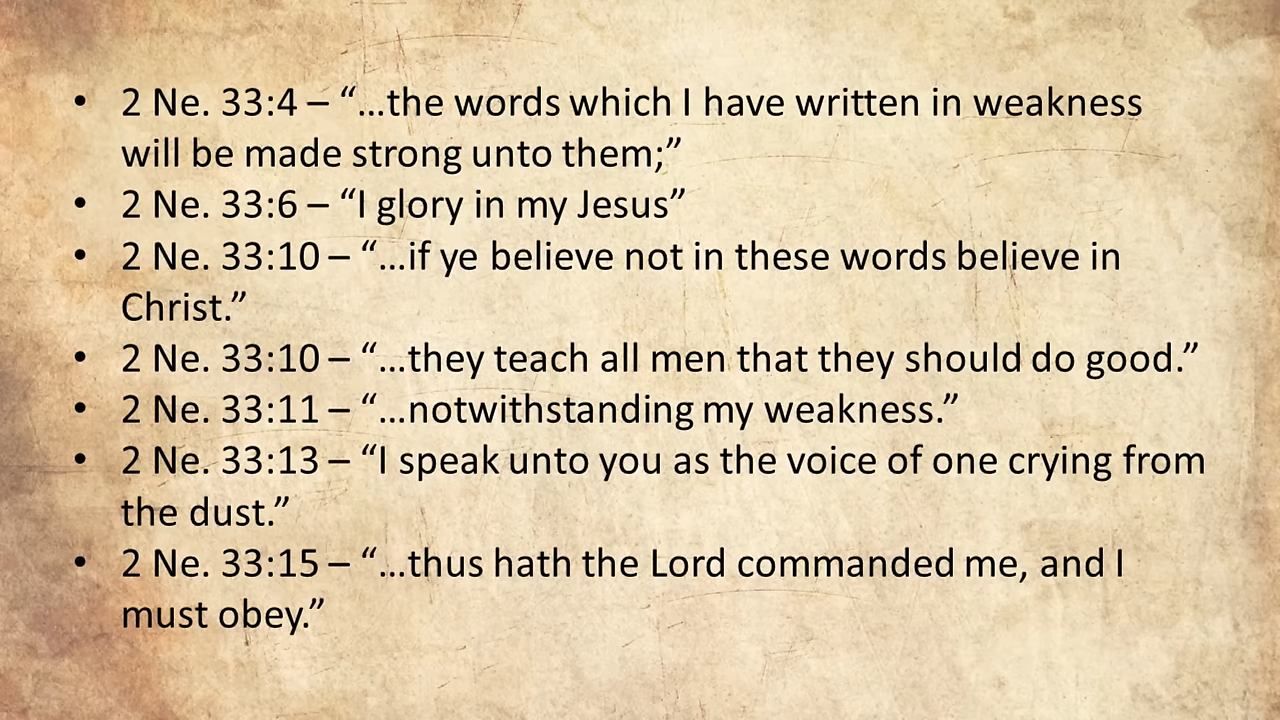 • 2 Ne. 33:4 – “…the words which I have written in weakness
will be made strong unto them;”
• 2 Ne. 33:6 – “I glory in my Jesus”
• 2 Ne. 33:10 – “…if ye believe not in these words believe in
Christ.”
• 2 Ne. 33:10 – “…they teach all men that they should do good.”
• 2 Ne. 33:11 – “…notwithstanding my weakness.”
• 2 Ne. 33:13 – “I speak unto you as the voice of one crying from
the dust.”
• 2 Ne. 33:15 – “…thus hath the Lord commanded me, and I
must obey.”